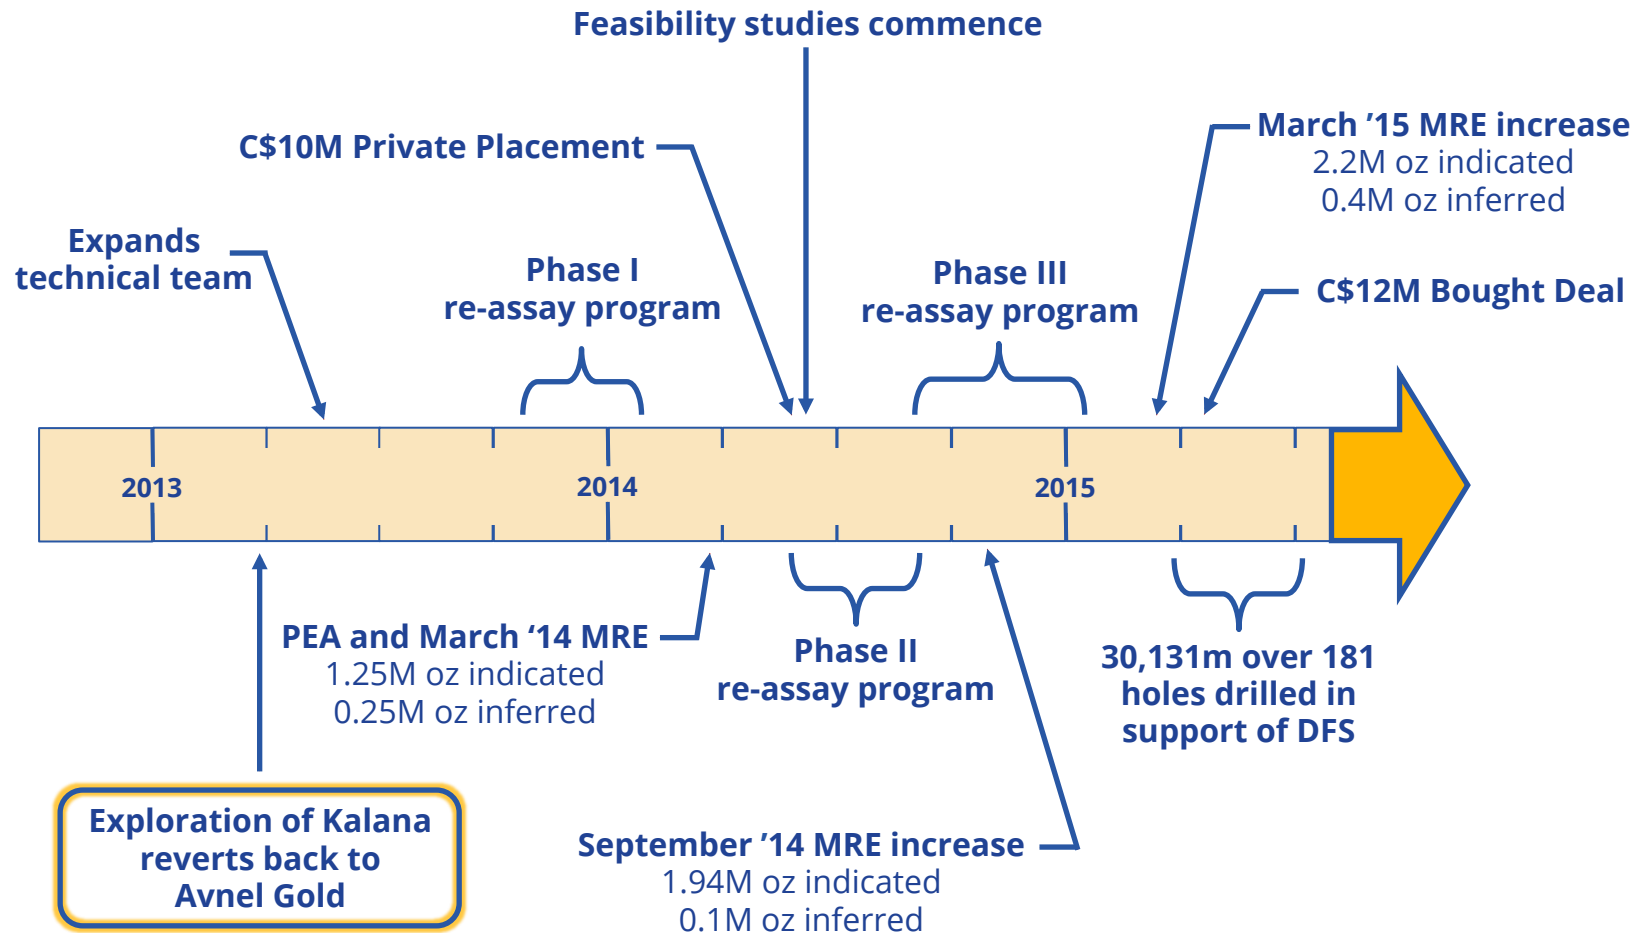 Feasibility studies commence
C$10M Private Placement
March ’15 MRE increase
2.2M oz indicated
0.4M oz inferred
Expands
technical team
Phase I
re-assay program
Phase III
re-assay program
C$12M Bought Deal
2013
2014
2015
PEA and March ‘14 MRE
1.25M oz indicated
0.25M oz inferred
Phase II
re-assay program
30,131m over 181
holes drilled in
support of DFS
Exploration of Kalana
reverts back to
Avnel Gold
September ’14 MRE increase
1.94M oz indicated
0.1M oz inferred